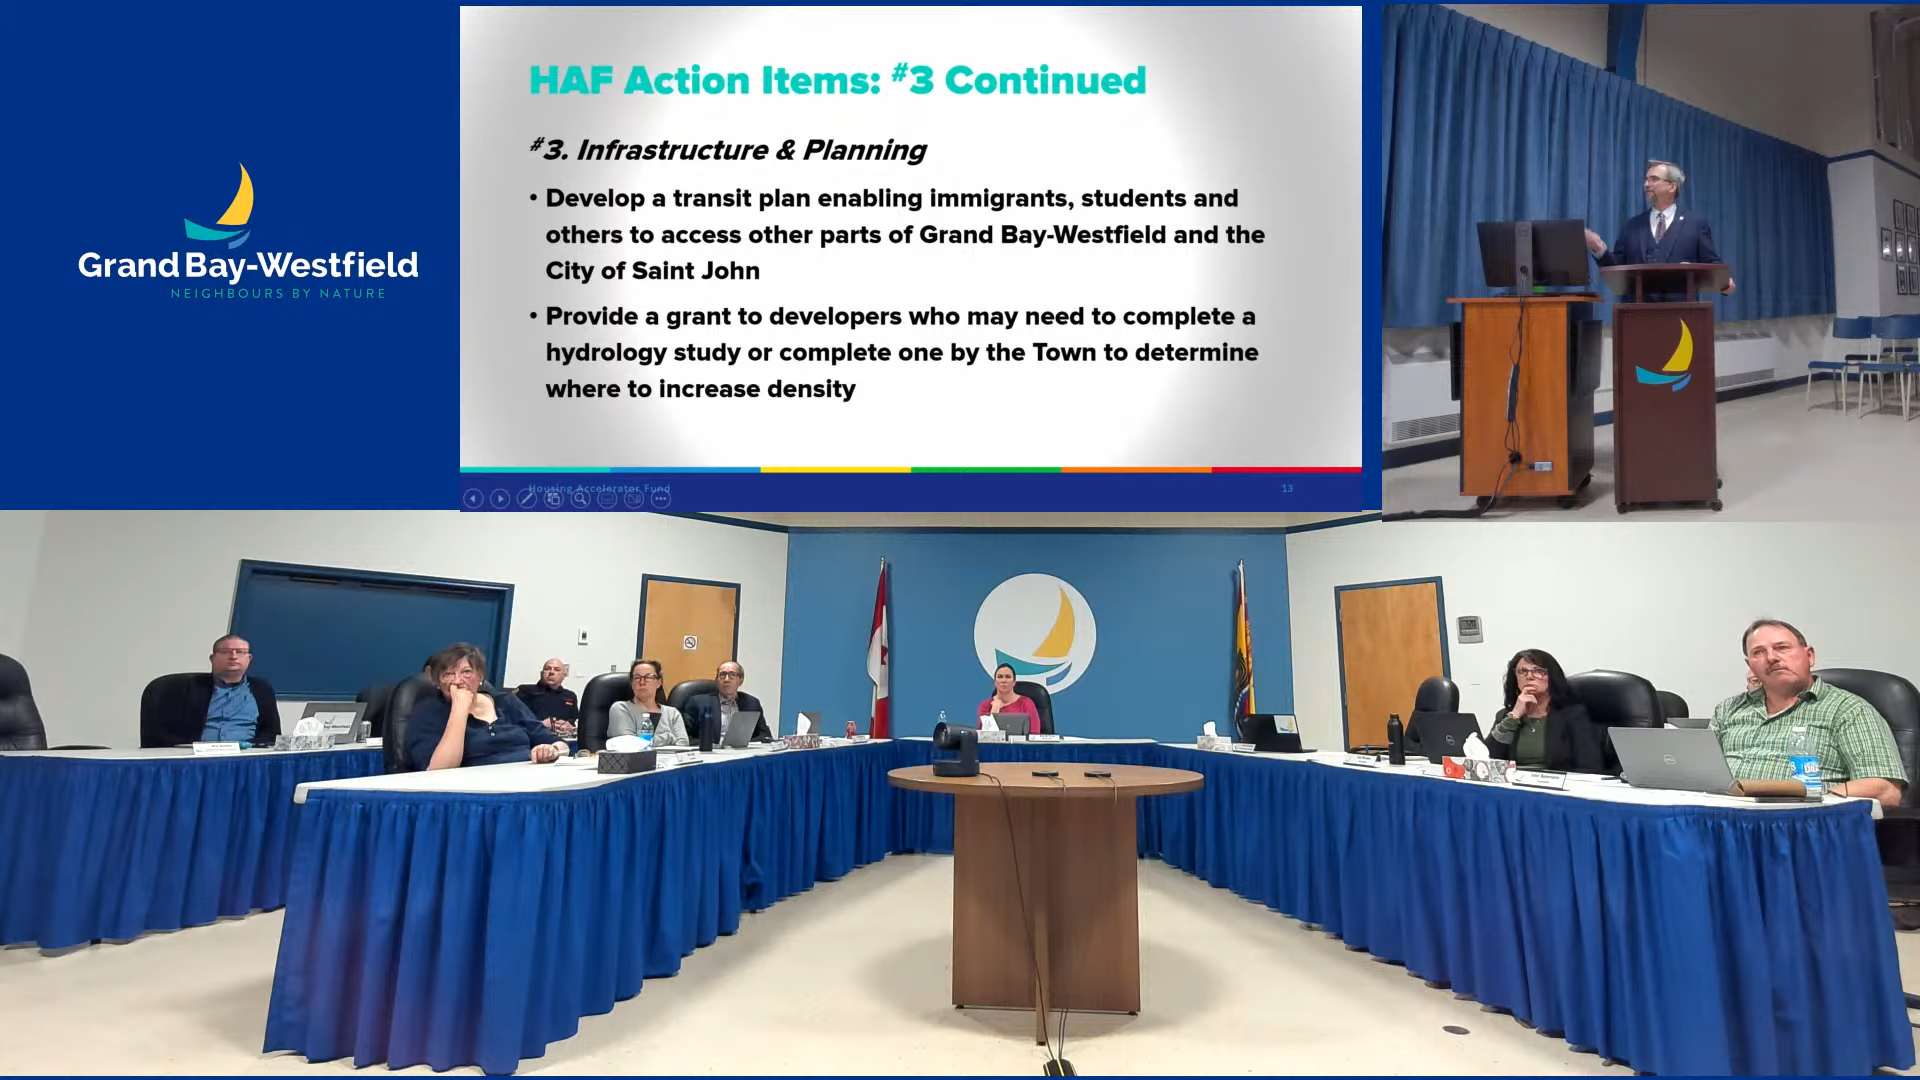 Grand Bay-Westfield
NEIGHBOURS BY NATURE
HAF Action Items: #3 Continued
#3. Infrastructure & Planning
• Develop a transit plan enabling immigrants, students and
others to access other parts of Grand Bay-Westfield and the
City of Saint John
• Provide a grant to developers who may need to complete a
hydrology study or complete one by the Town to determine
where to increase density
Housing Accelerator Fund
13
DELL